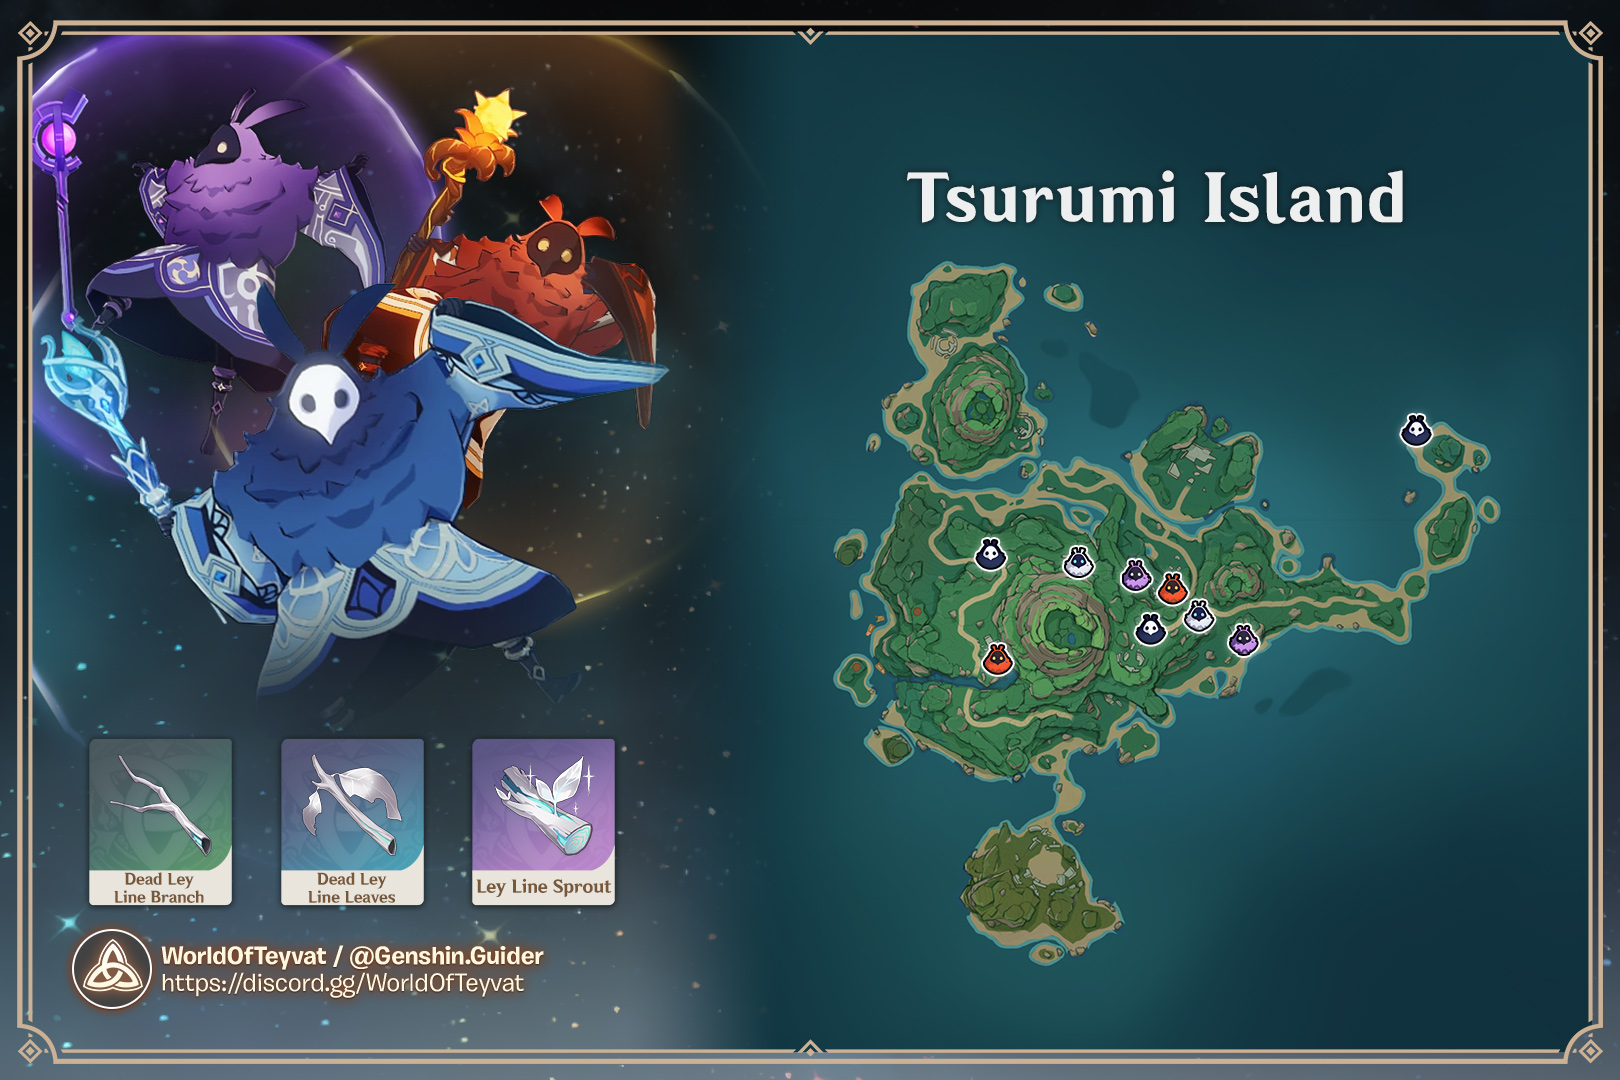 Tsurumi Island
Dead Ley
Line Branch
Dead Ley
Line Leaves
Ley Line Sprout
WorldOfTeyvat / @Genshin.Guider
https://discord.gg/WorldOfTeyvat